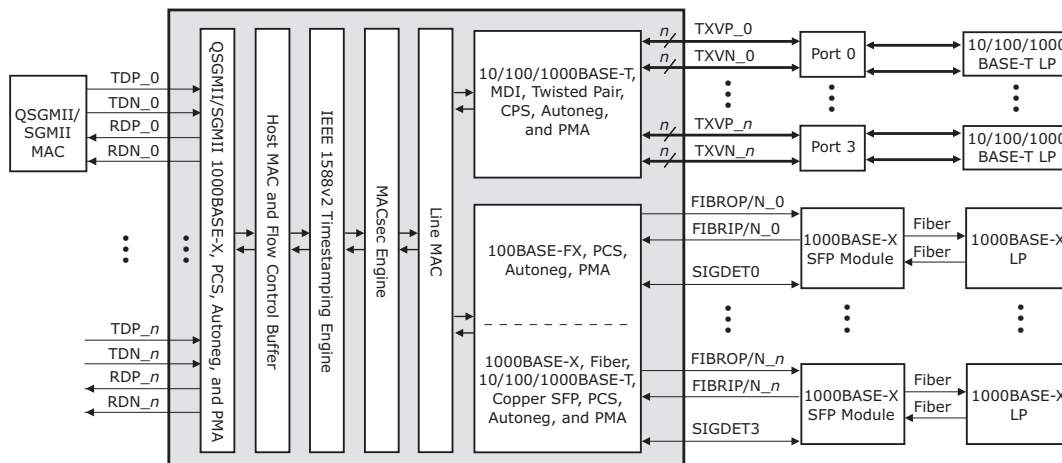 QSGMII/
SGMII
MAC
TDP_0
TDN_0
RDP_0
RDN_0
TDP_n
TDN_n
RDP_n
RDN_n
QSGMII/SGMII 1000BASE-X, PCS, Autoneg, and PMA
Host MAC and Flow Control Buffer
IEEE 1588v2 Timestamping Engine
MACsec Engine
Line MAC
10/100/1000BASE-T,
MDI, Twisted Pair,
CPS, Autoneg,
and PMA
100BASE-FX, PCS,
Autoneg, PMA
1000BASE-X, Fiber,
10/100/1000BASE-T,
Copper SFP, PCS,
Autoneg, and PMA
n TXVP_0
n TXVN_0
n TXVP_n
n TXVN_n
Port 0
Port 3
10/100/1000
BASE-T LP
10/100/1000
BASE-T LP
FIBROP/N_0
FIBRIP/N_0
SIGDET0
1000BASE-X
SFP Module
Fiber
Fiber
1000BASE-X
LP
FIBROP/N_n
FIBRIP/N_n
SIGDET3
1000BASE-X
SFP Module
Fiber
Fiber
1000BASE-X
LP